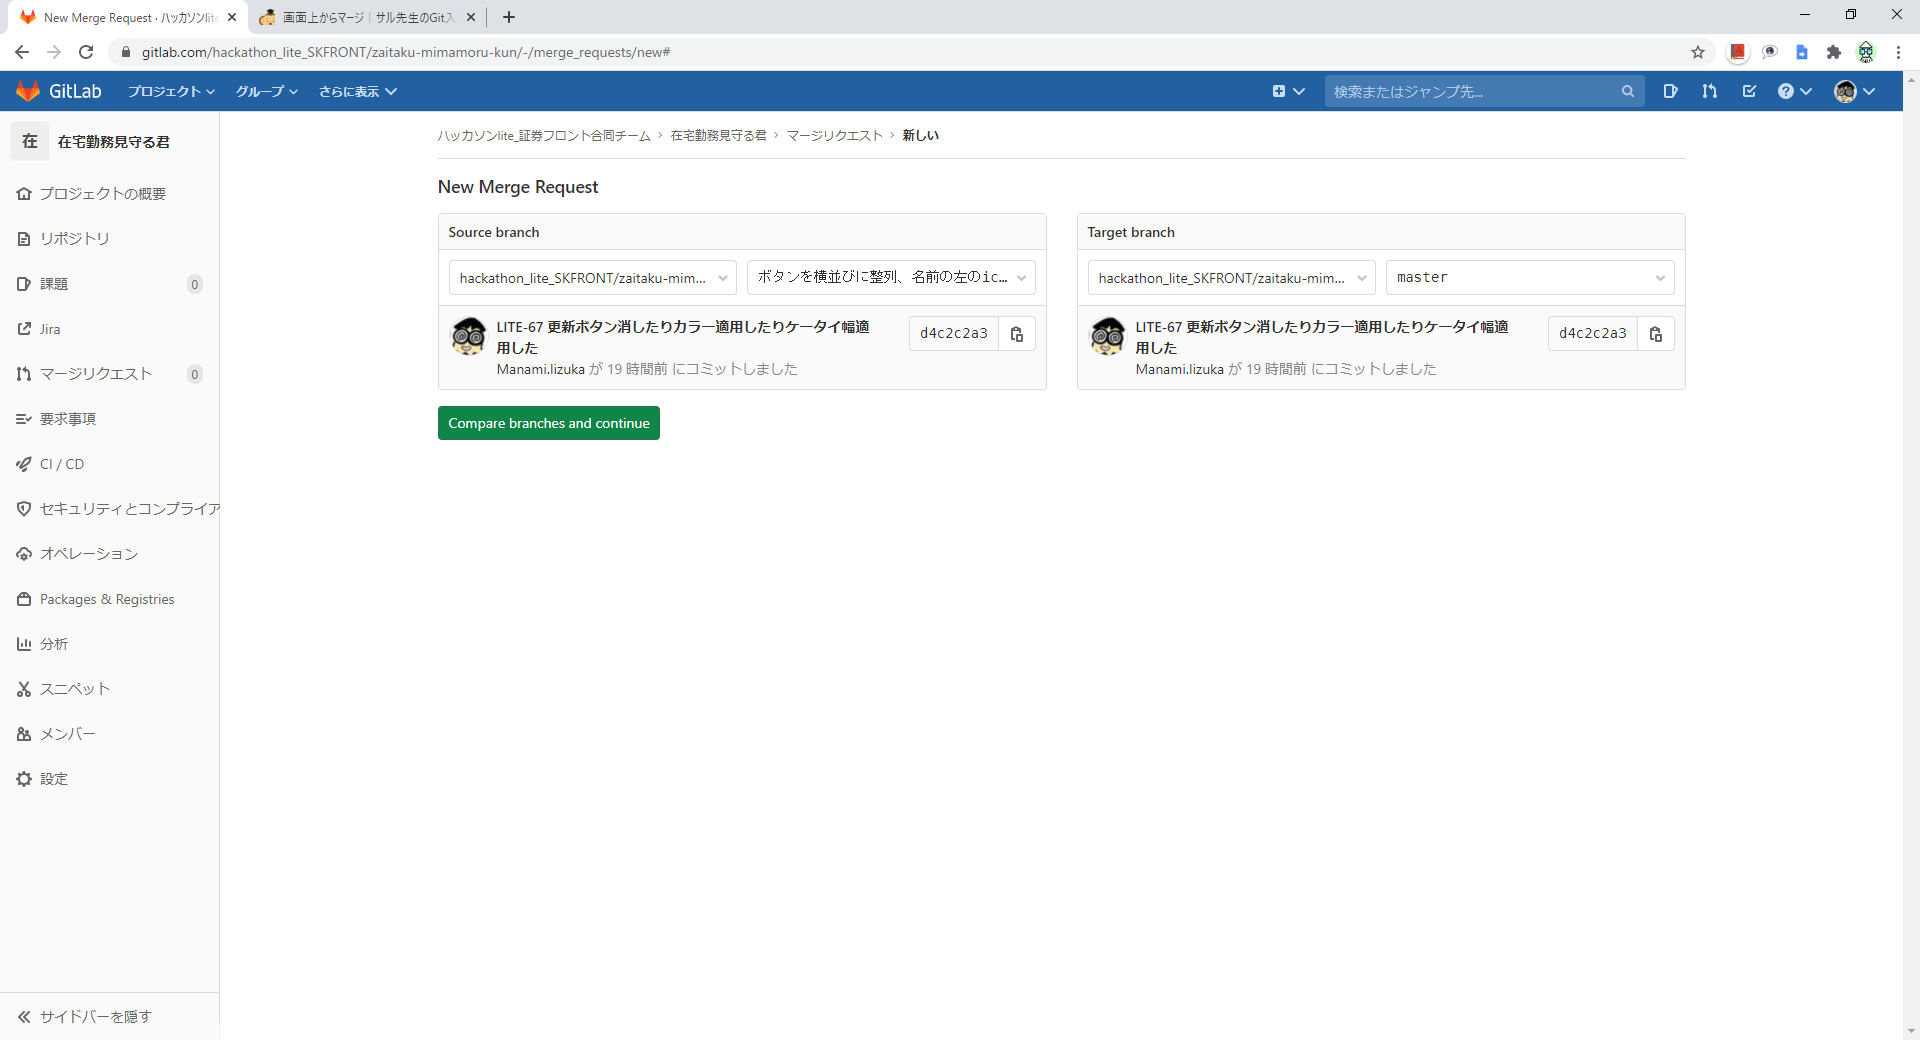 New Merge Request · ハッカソンlite
画面上からマージ｜サル先生のGit入
gitlab.com/hackathon_lite_SKFRONT/zaitaku-mimamoru-kun/-/merge_requests/new#
GitLab プロジェクト グループ さらに表示 検索またはジャンプ先...
在 在宅勤務見守る君
プロジェクトの概要
リポジトリ
課題 0
Jira
マージリクエスト 0
要求事項
CI / CD
セキュリティとコンプライア
オペレーション
Packages & Registries
分析
スニペット
メンバー
設定
サイドバーを隠す
ハッカソンlite_証券フロント合同チーム › 在宅勤務見守る君 › マージリクエスト › 新しい
New Merge Request
Source branch
hackathon_lite_SKFRONT/zaitaku-mim... ボタンを横並びに整列、名前の左のic...
LITE-67 更新ボタン消したりカラー適用したりケータイ幅適
用した
d4c2c2a3
Manami.Iizuka が 19 時間前 にコミットしました
Target branch
hackathon_lite_SKFRONT/zaitaku-mim... master
LITE-67 更新ボタン消したりカラー適用したりケータイ幅適
用した
d4c2c2a3
Manami.Iizuka が 19 時間前 にコミットしました
Compare branches and continue